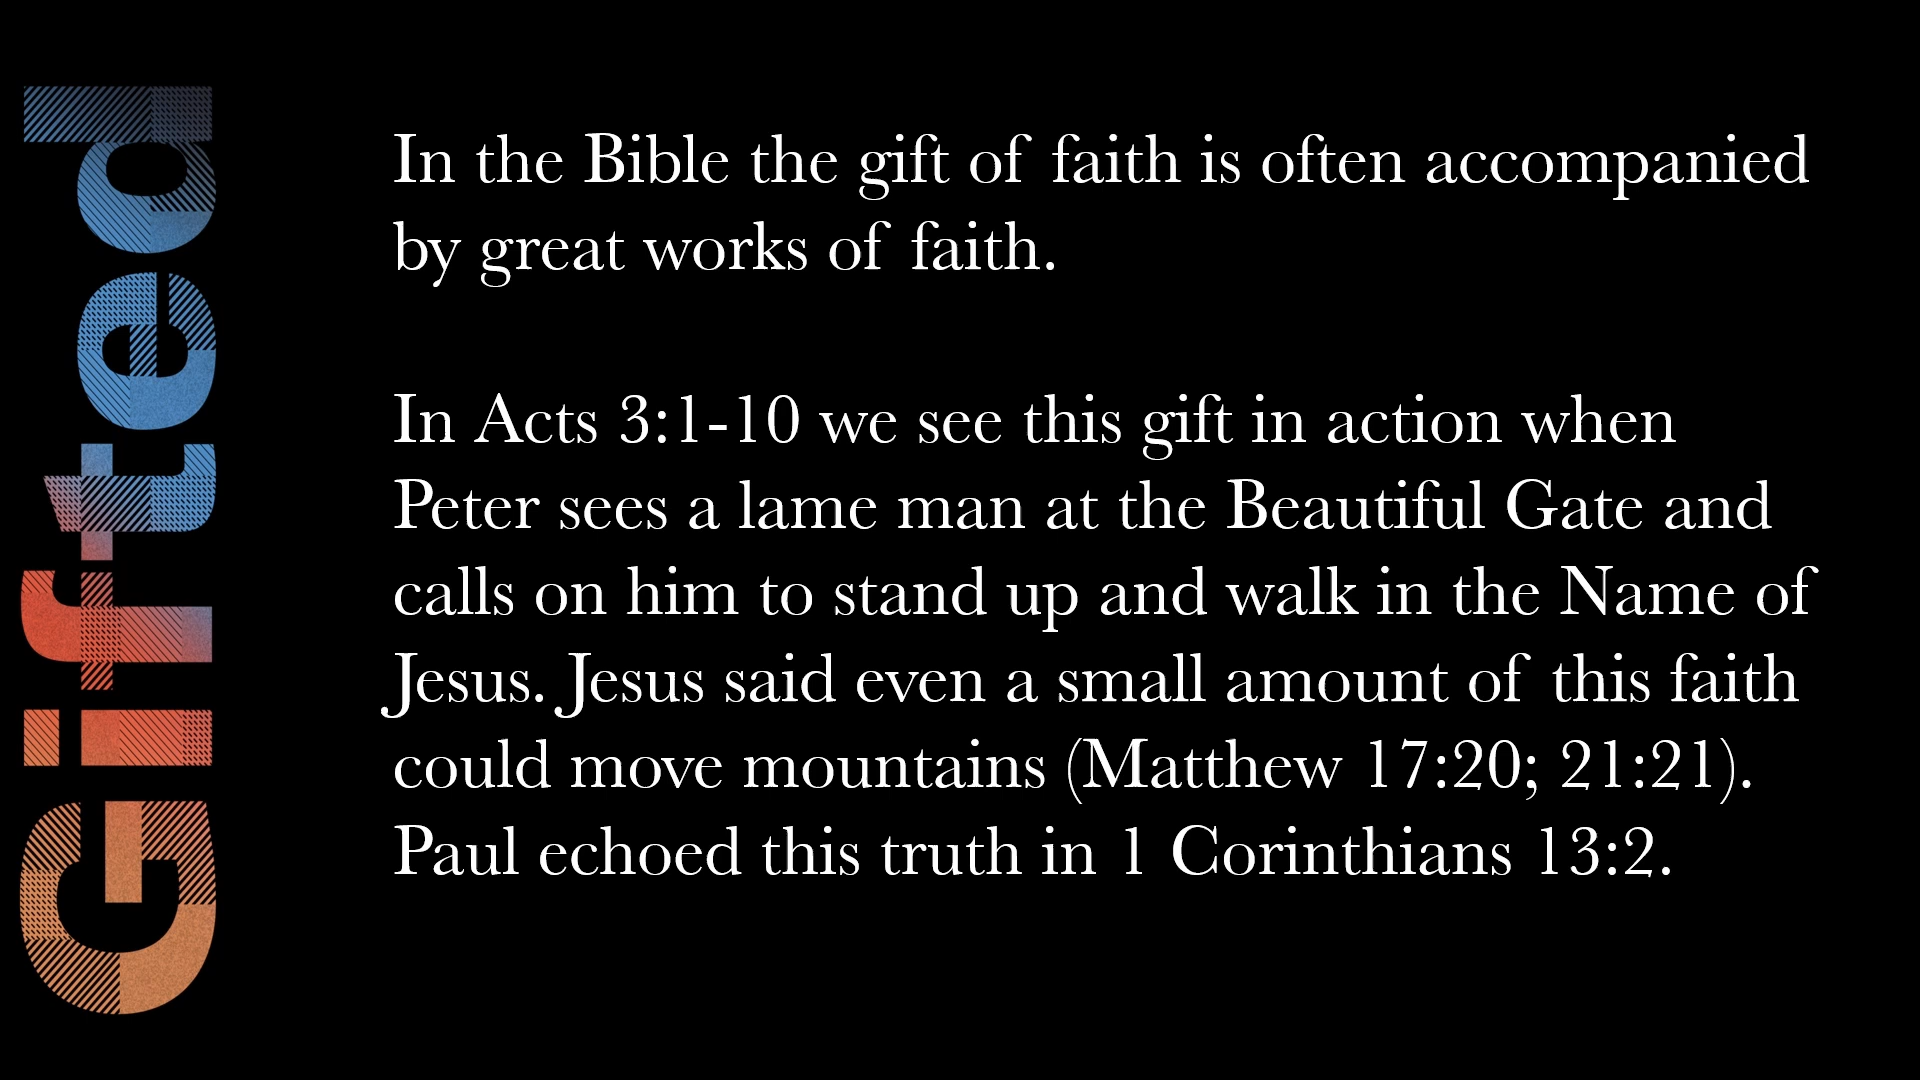 Gifted
In the Bible the gift of faith is often accompanied
by great works of faith.
In Acts 3:1-10 we see this gift in action when
Peter sees a lame man at the Beautiful Gate and
calls on him to stand up and walk in the Name of
Jesus. Jesus said even a small amount of this faith
could move mountains (Matthew 17:20; 21:21).
Paul echoed this truth in 1 Corinthians 13:2.